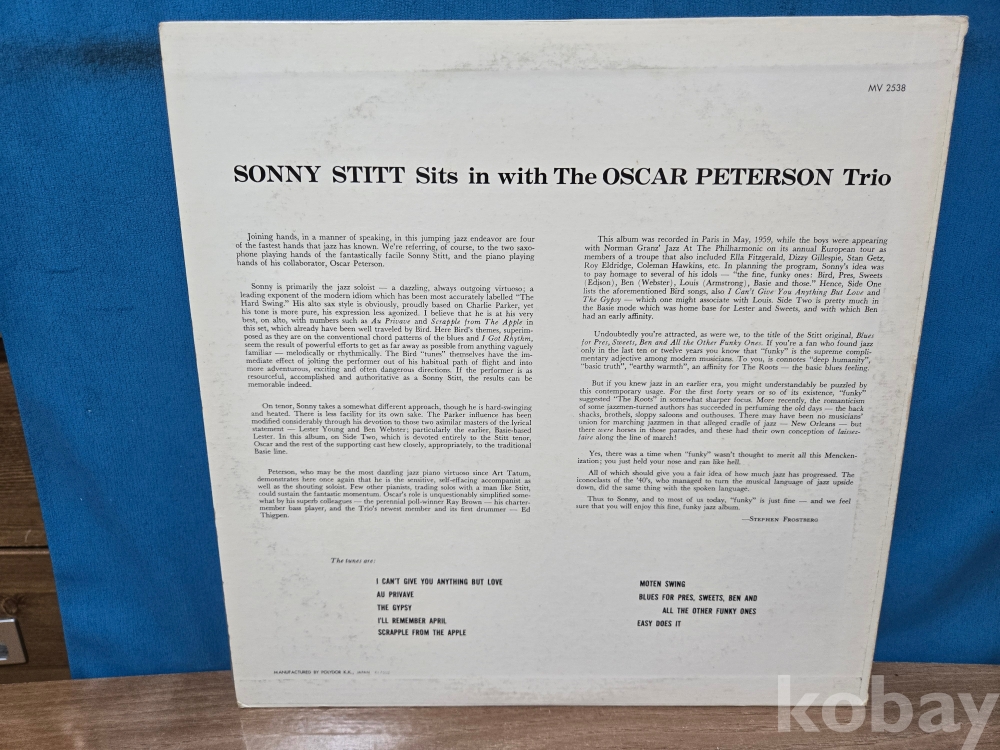 MV 2538
SONNY STITT Sits in with The OSCAR PETERSON Trio
Joining hands, in a manner of speaking, in this jumping jazz endeavor are four
of the fastest hands that jazz has known. We're referring, of course, to the two saxo-
phone playing hands of the fantastically facile Sonny Stitt, and the piano playing
hands of his collaborator, Oscar Peterson.
Sonny is primarily the jazz soloist — a dazzling, always outgoing virtuoso; a
leading exponent of the modern idiom which has been most accurately labelled "The
Hard Swing." His alto sax style is obviously, proudly based on Charlie Parker, yet
his tone is more pure, his expression less agonized. I believe that he is at his very
best, on alto, with numbers such as Au Privave and Scrapple from The Apple in
this set, which already have been well traveled by Bird. Here Bird's themes, superim-
posed as they are on the conventional chord patterns of the blues and I Got Rhythm,
seem the result of powerful efforts to get as far away as possible from anything vaguely
familiar — melodically or rhythmically. The Bird "tunes" themselves have the im-
mediate effect of jolting the performer out of his habitual path of flight and into
more adventurous, exciting and often dangerous directions. If the performer is as
resourceful, accomplished and authoritative as a Sonny Stitt, the results can be
memorable indeed.
On tenor, Sonny takes a somewhat different approach, though he is hard-swinging
and heated. There is less facility for its own sake. The Parker influence has been
modified considerably through his devotion to those two asimilar masters of the lyrical
statement — Lester Young and Ben Webster; particularly the earlier, Basie-based
Lester. In this album, on Side Two, which is devoted entirely to the Stitt tenor,
Oscar and the rest of the supporting cast hew closely, appropriately, to the traditional
Basie line.
Peterson, who may be the most dazzling jazz piano virtuoso since Art Tatum,
demonstrates here once again that he is the sensitive, self-effacing accompanist as
well as the shouting soloist. Few other pianists, trading solos with a man like Stitt,
could sustain the fantastic momentum. Oscar's role is unquestionably simplified some-
what by his superb colleagues — the perennial poll-winner Ray Brown — his charter-
member bass player, and the Trio's newest member and its first drummer — Ed
Thigpen.
This album was recorded in Paris in May, 1959, while the boys were appearing
with Norman Granz' Jazz At The Philharmonic on its annual European tour as
members of a troupe that also included Ella Fitzgerald, Dizzy Gillespie, Stan Getz,
Roy Eldridge, Coleman Hawkins, etc. In planning the program, Sonny's idea was
to pay homage to several of his idols — "the fine, funky ones: Bird, Pres, Sweets
(Edison), Ben (Webster), Louis (Armstrong), Basie and those." Hence, Side One
lists the aforementioned Bird songs, also I Can't Give You Anything But Love and
The Gypsy — which one might associate with Louis. Side Two is pretty much in
the Basie mode which was home base for Lester and Sweets, and with which Ben
had an early affinity.
Undoubtedly you're attracted, as were we, to the title of the Stitt original, Blues
for Pres, Sweets, Ben and All the Other Funky Ones. If you're a fan who found jazz
only in the last ten or twelve years you know that "funky" is the supreme compli-
mentary adjective among modern musicians. To you, is connotes "deep humanity"
"basic truth", "earthy warmth", an affinity for The Roots — the basic blues feeling.
But if you knew jazz in an earlier era, you might understandably be puzzled by
this contemporary usage. For the first forty years or so of its existence, "funky"
suggested "The Roots" in somewhat sharper focus. More recently, the romanticism
of some jazzmen-turned authors has succeeded in perfuming the old days — the back
shacks, brothels, sloppy saloons and outhouses. There may have been no musicians'
union for marching jazzmen in that alleged cradle of jazz — New Orleans — but
there were horses in those parades, and these had their own conception of laissez-
faire along the line of march!
Yes, there was a time when "funky" wasn't thought to merit all this Mencken-
ization; you just held your nose and ran like hell.
All of which should give you a fair idea of how much jazz has progressed. The
iconoclasts of the '40's, who managed to turn the musical language of jazz upside
down, did the same thing with the spoken language.
Thus to Sonny, and to most of us today, "funky" is just fine — and we feel
sure that you will enjoy this fine, funky jazz album.
—STEPHEN FROSTBERG
The tunes are:
I CAN'T GIVE YOU ANYTHING BUT LOVE
AU PRIVAVE
THE GYPSY
I'LL REMEMBER APRIL
SCRAPPLE FROM THE APPLE
MOTEN SWING
BLUES FOR PRES, SWEETS, BEN AND
ALL THE OTHER FUNKY ONES
EASY DOES IT
MANUFACTURED BY POLYDOR K.K., JAPAN
kobay